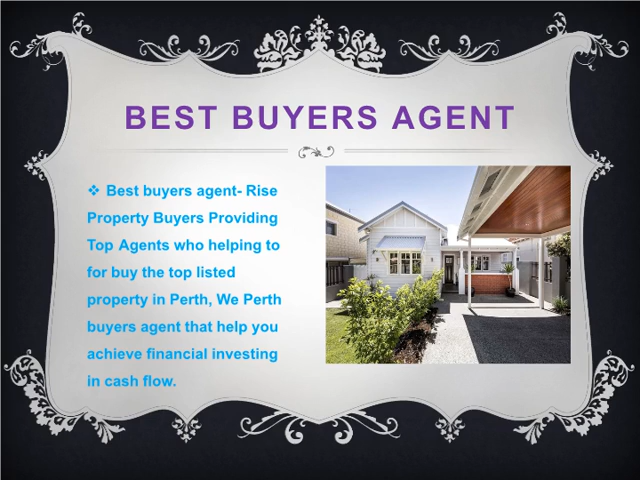 BEST BUYERS AGENT
❖ Best buyers agent- Rise
Property Buyers Providing
Top Agents who helping to
for buy the top listed
property in Perth, We Perth
buyers agent that help you
achieve financial investing
in cash flow.